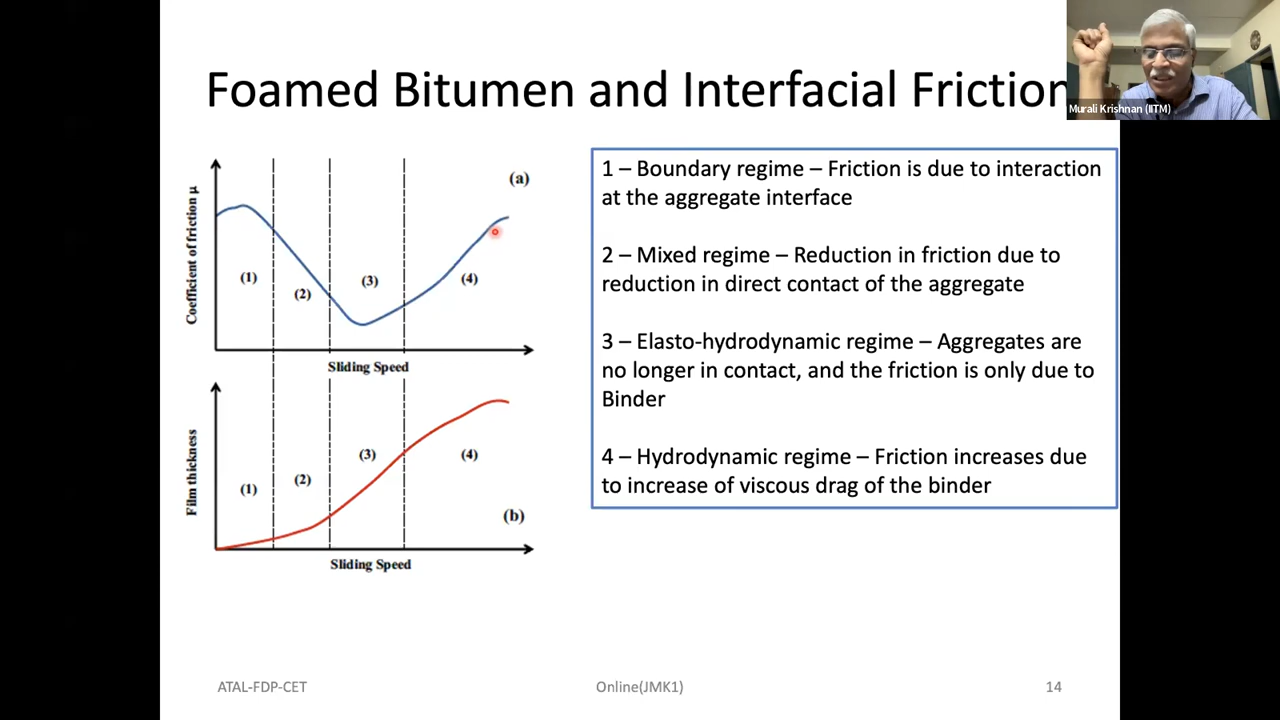 Foamed Bitumen and Interfacial Friction
Murali Krishnan (IITM)
(a)
Coefficient of friction μ
(1)
(2)
(3)
(4)
Sliding Speed
Film thickness
(1)
(2)
(3)
(4)
(b)
Sliding Speed
1 – Boundary regime – Friction is due to interaction
at the aggregate interface
2 – Mixed regime – Reduction in friction due to
reduction in direct contact of the aggregate
3 – Elasto-hydrodynamic regime – Aggregates are
no longer in contact, and the friction is only due to
Binder
4 – Hydrodynamic regime – Friction increases due
to increase of viscous drag of the binder
ATAL-FDP-CET
Online(JMK1)
14